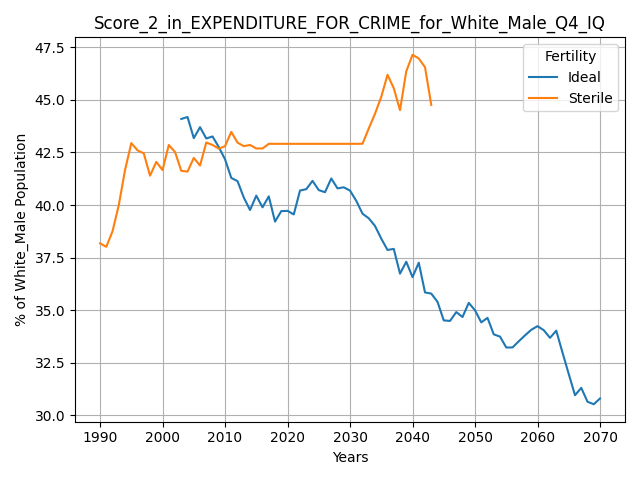 Score_2_in_EXPENDITURE_FOR_CRIME_for_White_Male_Q4_IQ
47.5
45.0
42.5
40.0
37.5
35.0
32.5
30.0
% of White_Male Population
Fertility
Ideal
Sterile
1990 2000 2010 2020 2030 2040 2050 2060 2070
Years